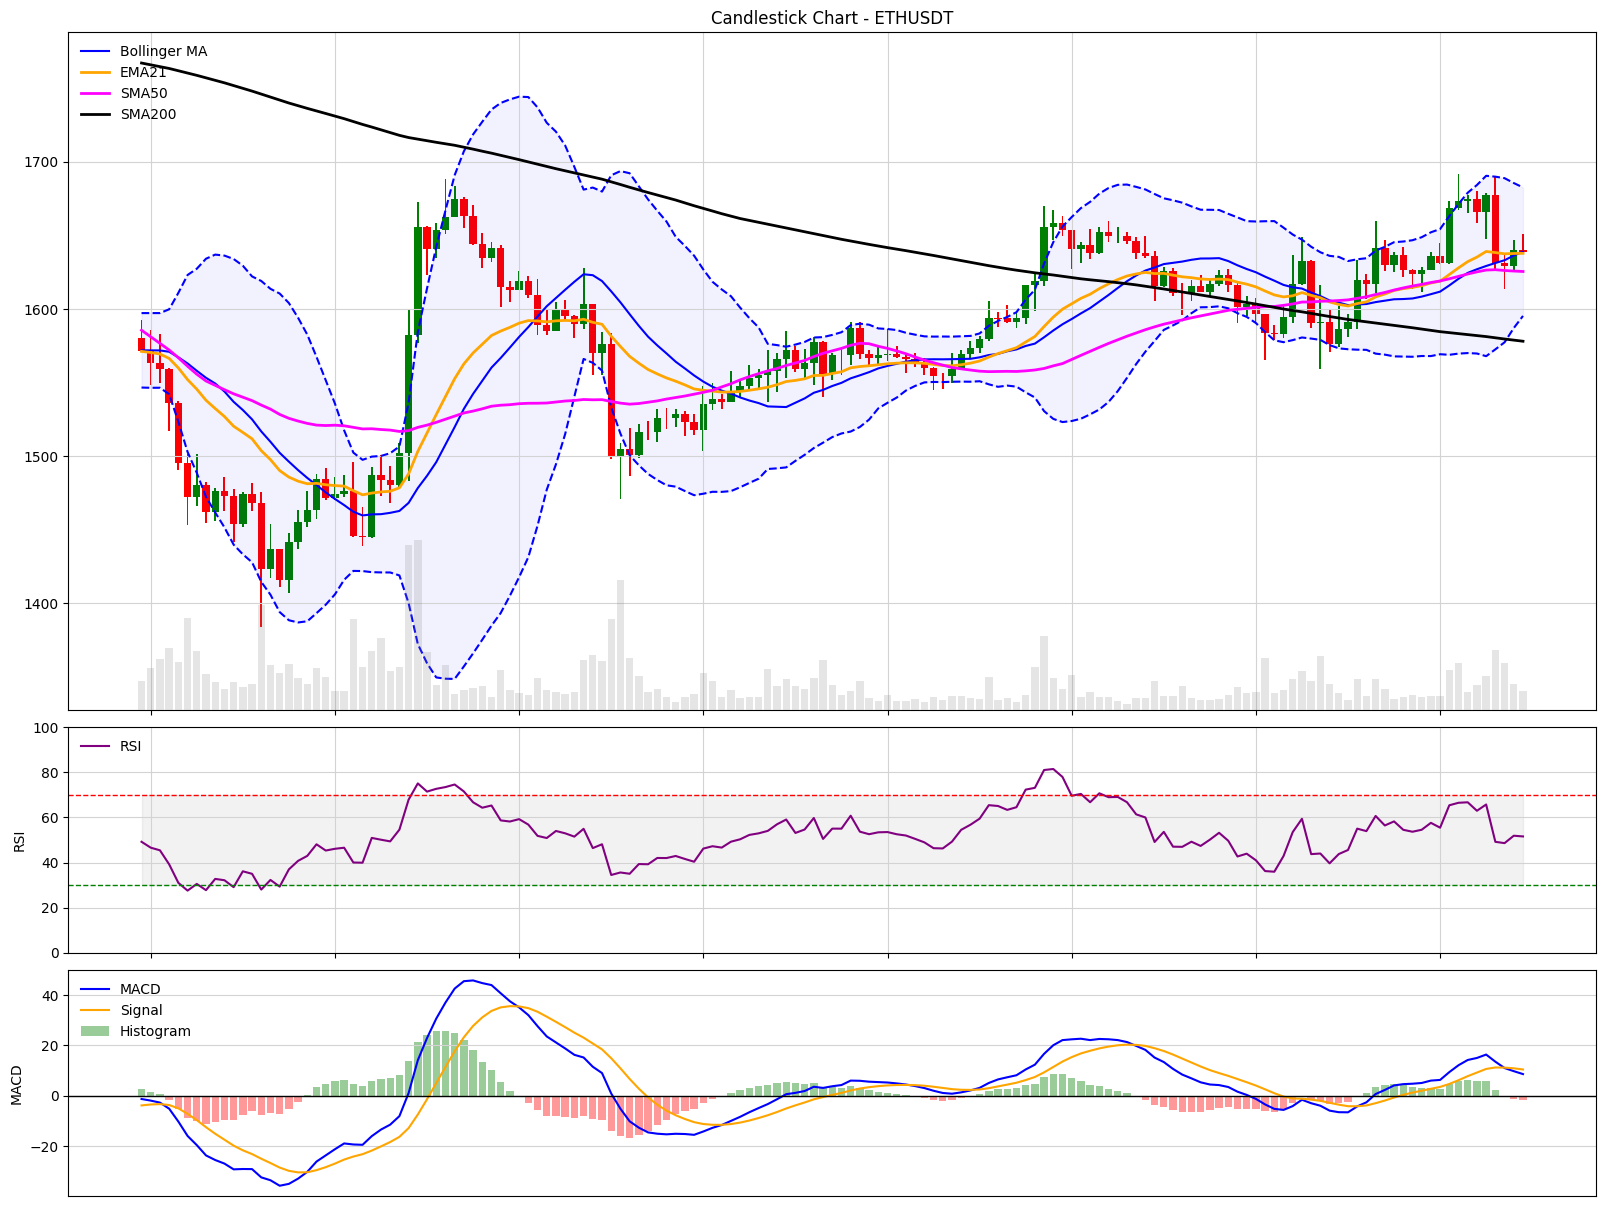 Candlestick Chart - ETHUSDT
Bollinger MA
EMA21
SMA50
SMA200
1700
1600
1500
1400
RSI
100
80
60
40
20
0
RSI
MACD
Signal
Histogram
40
20
0
−20
MACD